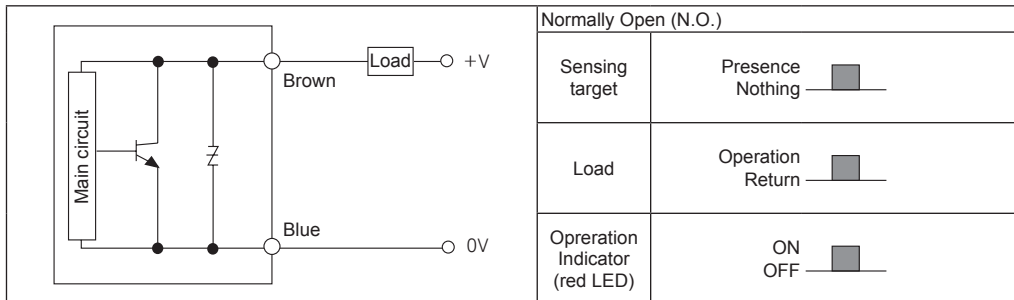 Main circuit
Brown
Load
+V
Blue
0V
Normally Open (N.O.)
Sensing
target
Presence
Nothing
Load
Operation
Return
Opreration
Indicator
(red LED)
ON
OFF